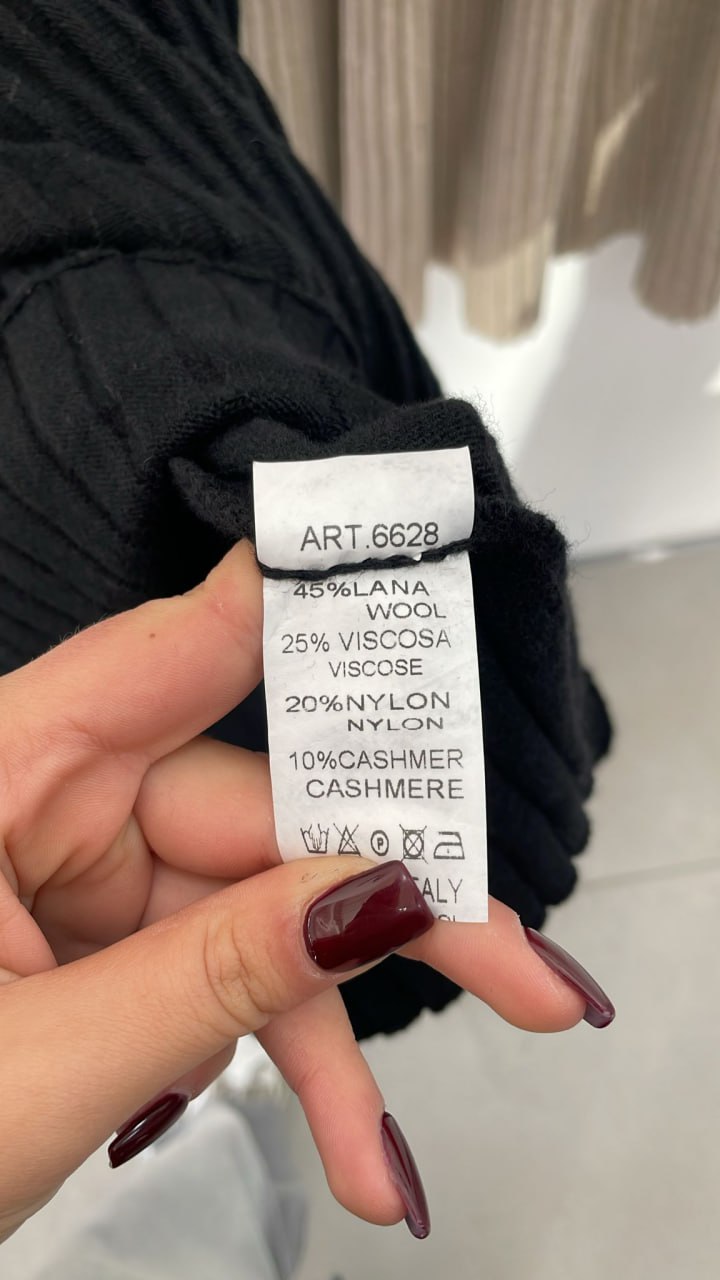 ART.6628
45%LANA
WOOL
25% VISCOSA
VISCOSE
20%NYLON
NYLON
10%CASHMER
CASHMERE
P